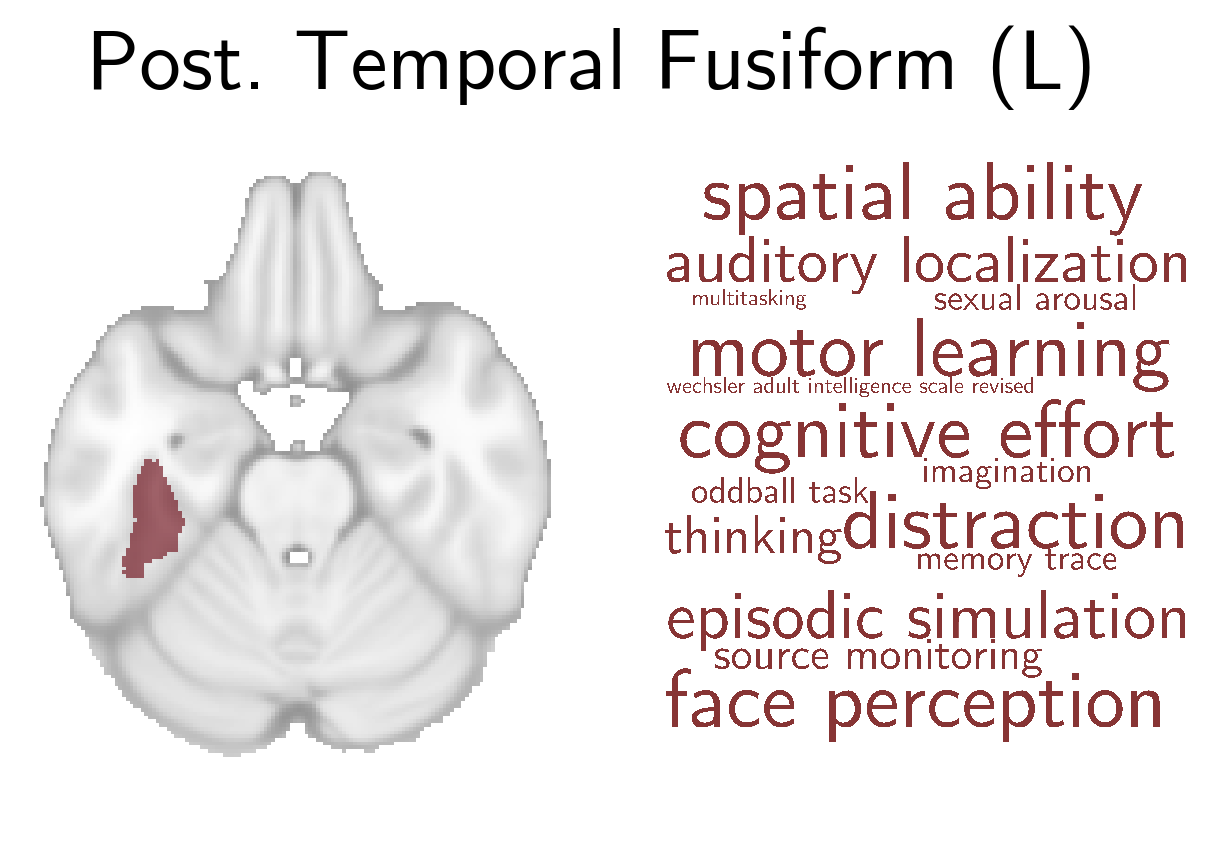 Post. Temporal Fusiform (L)
spatial ability
auditory localization
multitasking sexual arousal
motor learning
wechsler adult intelligence scale revised
cognitive effort
imagination
oddball task
distraction
thinking
memory trace
episodic simulation
source monitoring
face perception